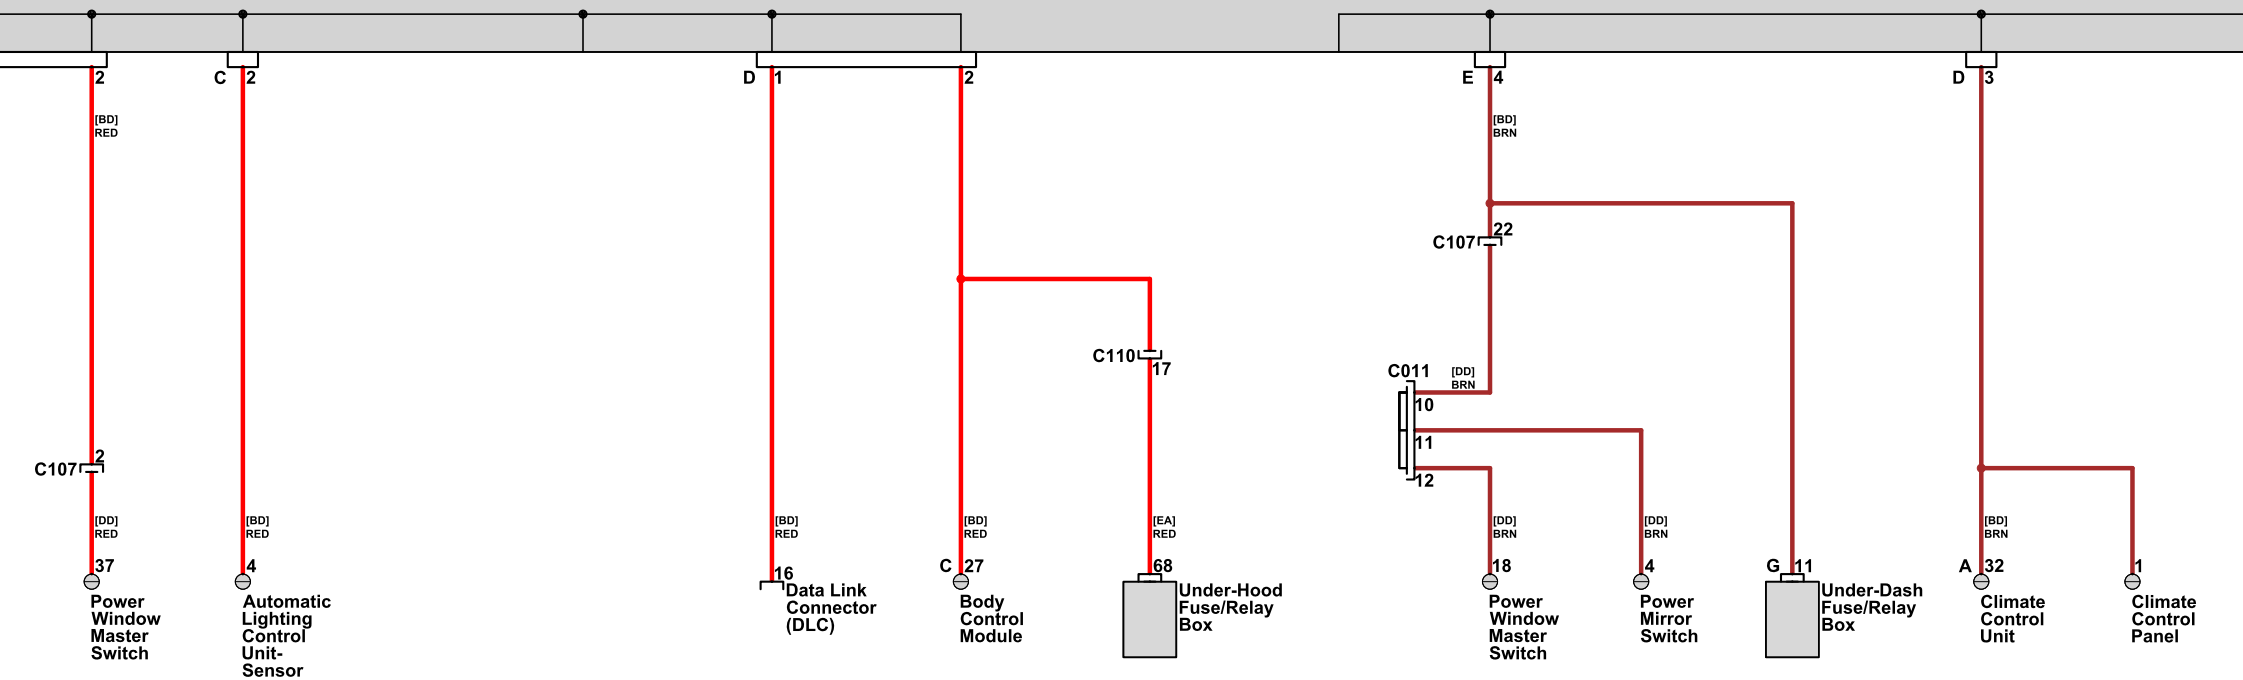 2
C 2
D 1
2
E 4
D 3
[BD]
RED
[BD]
BRN
22
C107
C110
17
C011
[DD]
BRN
10
11
12
2
C107
[DD]
RED
[BD]
RED
[BD]
RED
[BD]
RED
[EA]
RED
[DD]
BRN
[DD]
BRN
[BD]
BRN
37
4
16
C 27
68
18
4
G 11
A 32
1
Power
Window
Master
Switch
Automatic
Lighting
Control
Unit-
Sensor
Data Link
Connector
(DLC)
Body
Control
Module
Under-Hood
Fuse/Relay
Box
Power
Window
Master
Switch
Power
Mirror
Switch
Under-Dash
Fuse/Relay
Box
Climate
Control
Unit
Climate
Control
Panel